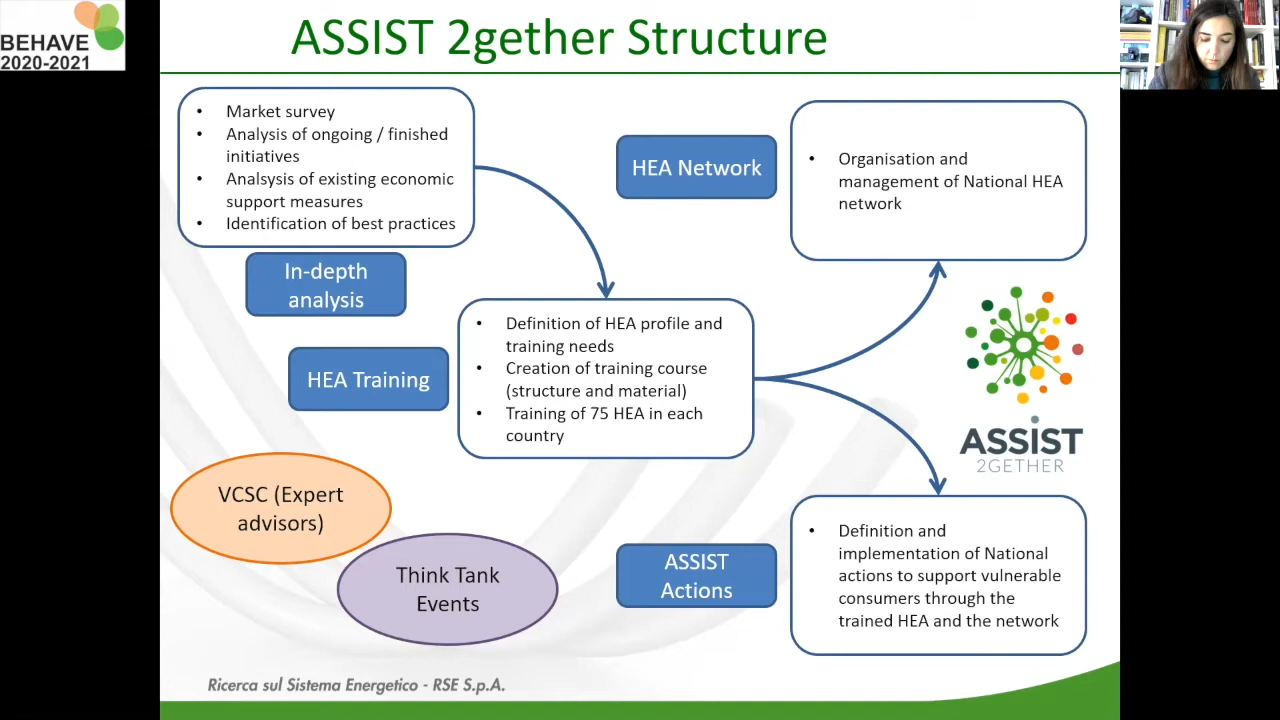 BEHAVE
2020-2021
ASSIST 2gether Structure
• Market survey
• Analysis of ongoing / finished
initiatives
• Analsysis of existing economic
support measures
• Identification of best practices
In-depth
analysis
HEA Network
• Organisation and
management of National HEA
network
HEA Training
• Definition of HEA profile and
training needs
• Creation of training course
(structure and material)
• Training of 75 HEA in each
country
ASSIST
2GETHER
VCSC (Expert
advisors)
Think Tank
Events
ASSIST
Actions
• Definition and
implementation of National
actions to support vulnerable
consumers through the
trained HEA and the network
Ricerca sul Sistema Energetico - RSE S.p.A.